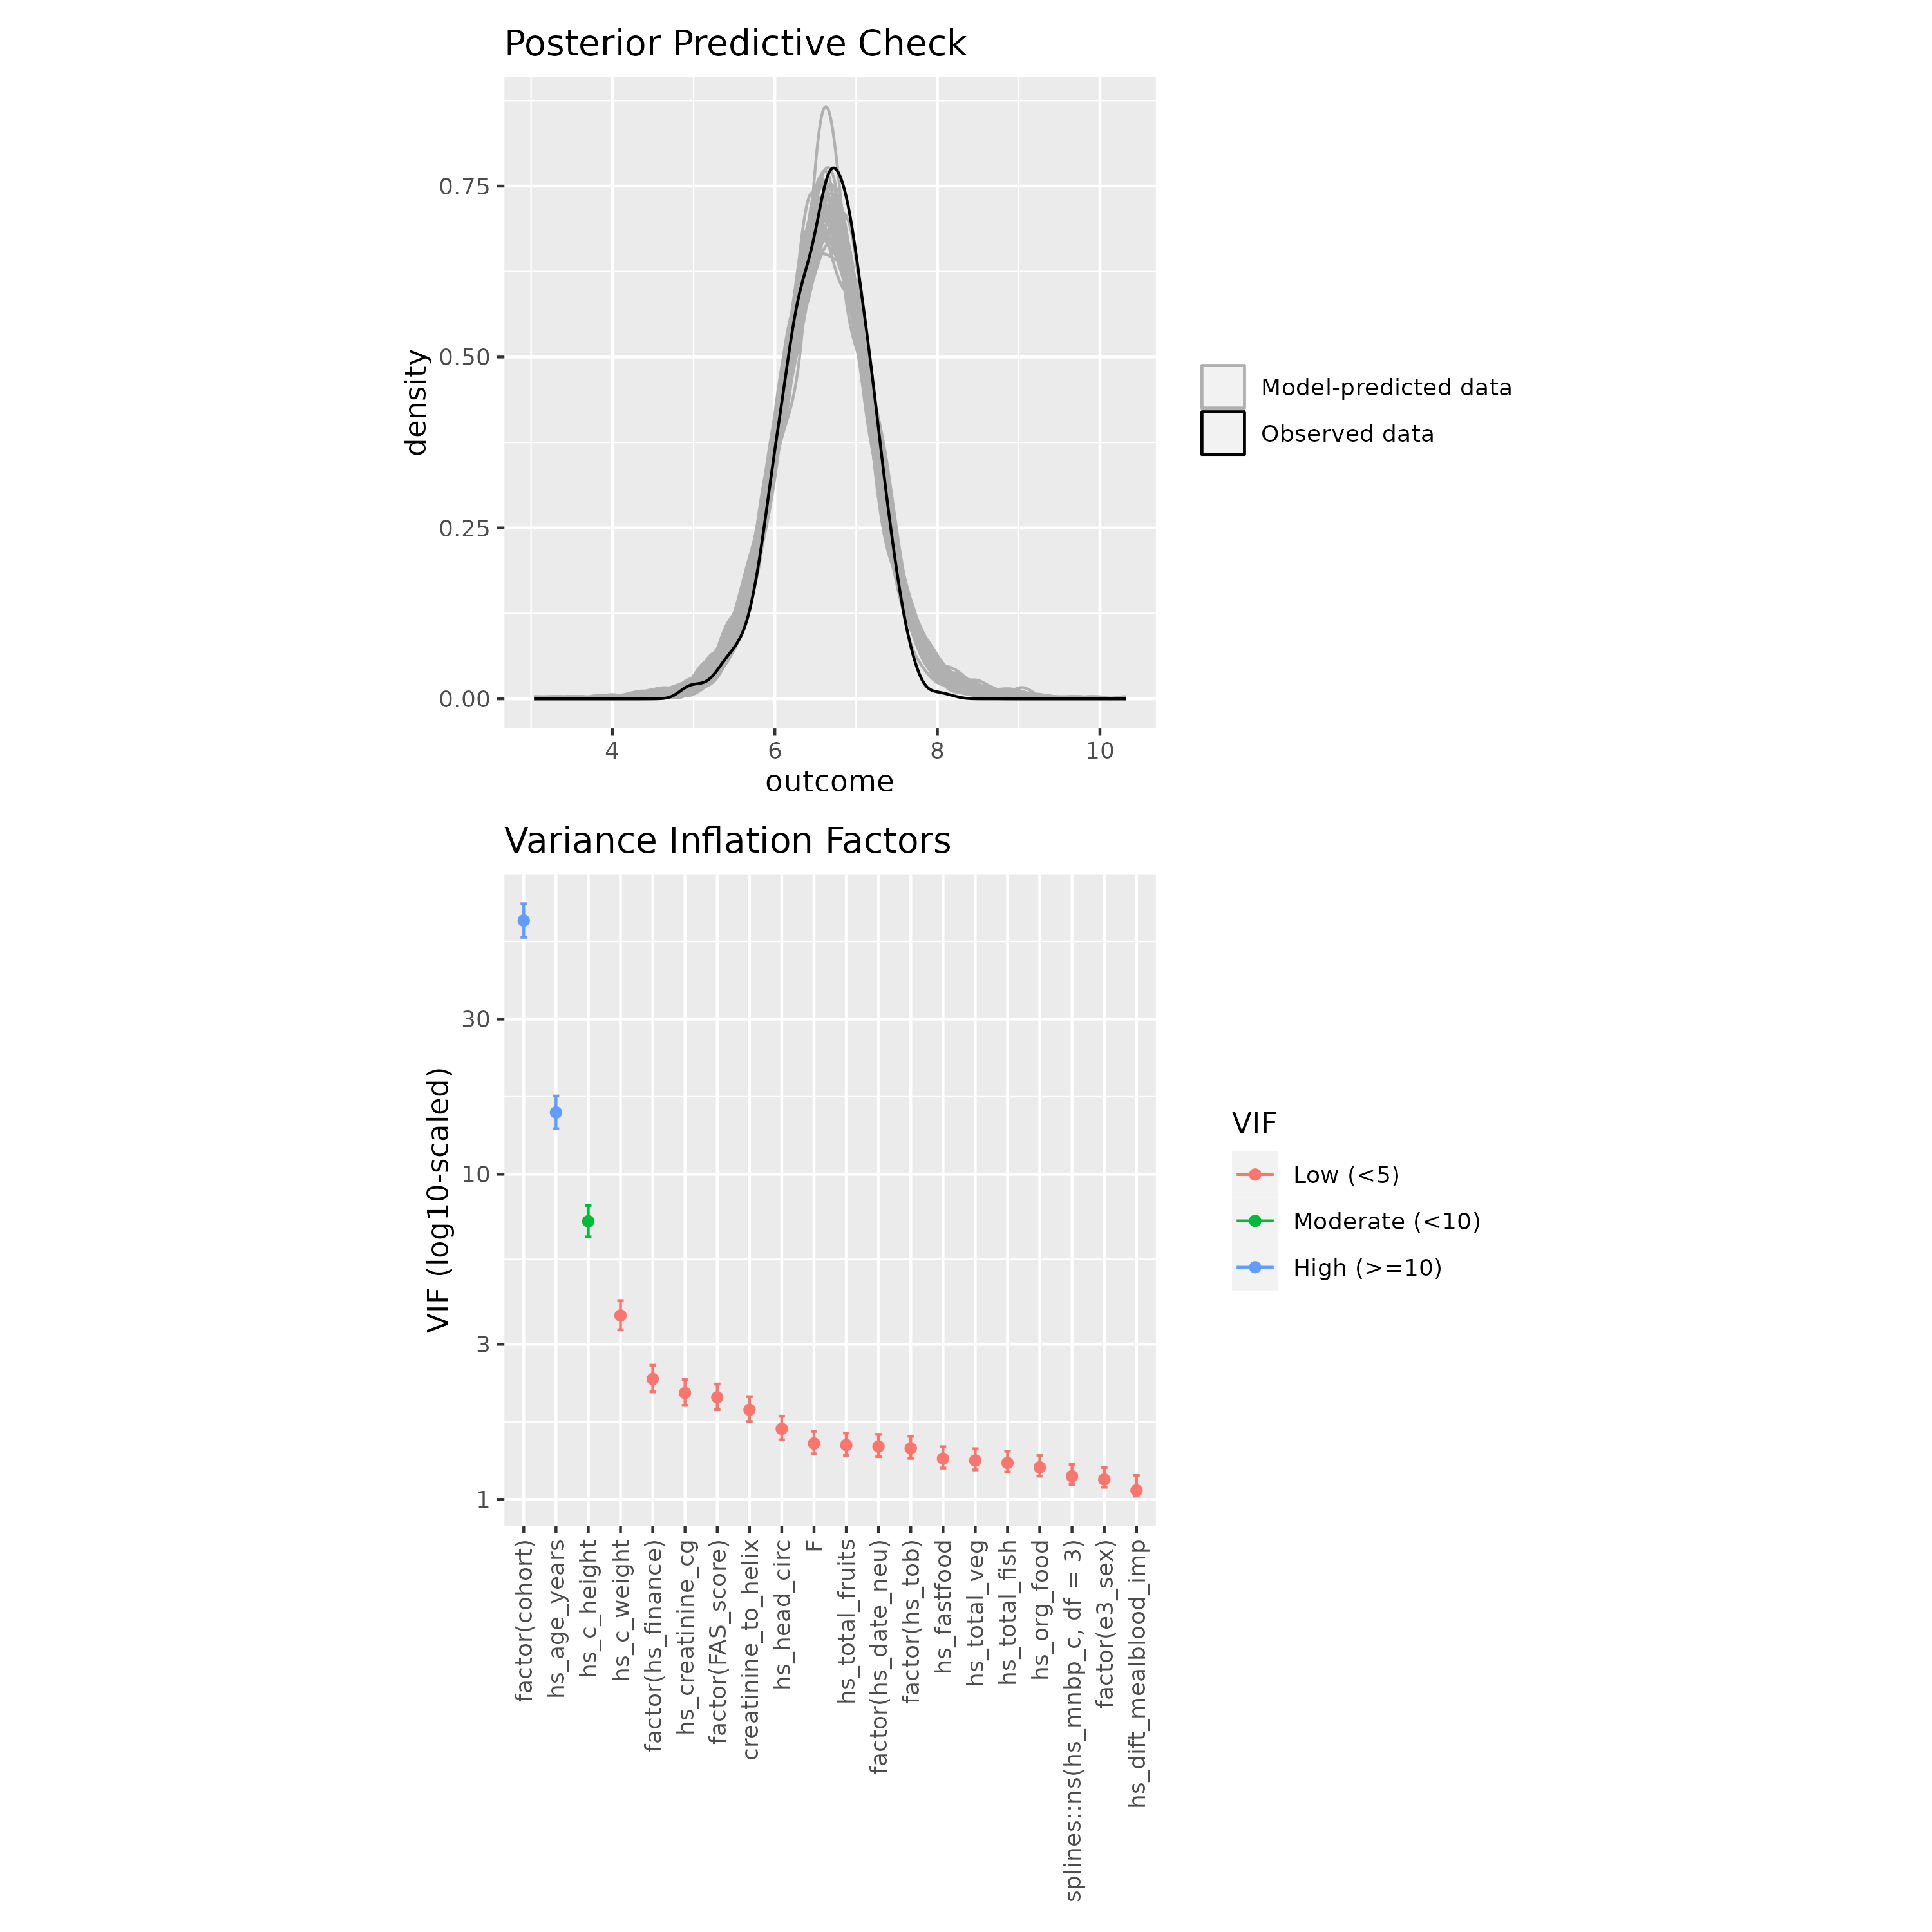 Posterior Predictive Check
0.75
0.50
0.25
0.00
density
4
6
8
10
outcome
Model-predicted data
Observed data
Variance Inflation Factors
30
10
3
1
VIF (log10-scaled)
factor(cohort)
hs_age_years
hs_c_height
hs_c_weight
factor(hs_finance)
hs_creatinine_cg
factor(FAS_score)
creatinine_to_helix
hs_head_circ
F
hs_total_fruits
factor(hs_date_neu)
factor(hs_tob)
hs_fastfood
hs_total_veg
hs_total_fish
hs_org_food
splines::ns(hs_mnbp_c, df = 3)
factor(e3_sex)
hs_dift_mealblood_imp
VIF
Low (<5)
Moderate (<10)
High (>=10)